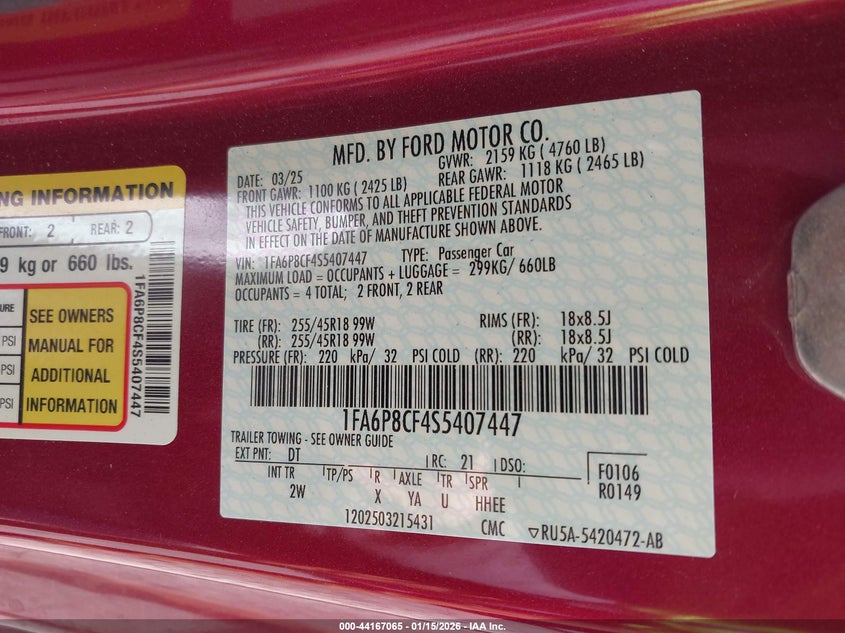 NG INFORMATION
FRONT: 2 REAR: 2
9 kg or 660 lbs.
URE
PSI
PSI
PSI
SEE OWNERS
MANUAL FOR
ADDITIONAL
INFORMATION
1FA6P8CF4S5407447
MFD. BY FORD MOTOR CO.
DATE: 03/25 GVWR: 2159 KG ( 4760 LB)
FRONT GAWR: 1100 KG ( 2425 LB) REAR GAWR: 1118 KG ( 2465 LB)
THIS VEHICLE CONFORMS TO ALL APPLICABLE FEDERAL MOTOR
VEHICLE SAFETY, BUMPER, AND THEFT PREVENTION STANDARDS
IN EFFECT ON THE DATE OF MANUFACTURE SHOWN ABOVE.
VIN: 1FA6P8CF4S5407447 TYPE: Passenger Car
MAXIMUM LOAD = OCCUPANTS + LUGGAGE = 299KG/ 660LB
OCCUPANTS = 4 TOTAL; 2 FRONT, 2 REAR
TIRE (FR): 255/45R18 99W RIMS (FR): 18x8.5J
(RR): 255/45R18 99W (RR): 18x8.5J
PRESSURE (FR): 220 kPa/ 32 PSI COLD (RR): 220 kPa/ 32 PSI COLD
1FA6P8CF4S5407447
TRAILER TOWING - SEE OWNER GUIDE
EXT PNT: DT RC: 21 DSO: F0106
INT TR TP/PS R AXLE TR SPR R0149
2W X YA U HHEE
1202503215431 CMC ▽RU5A-5420472-AB
000-44167065 - 01/15/2026 - IAA Inc.